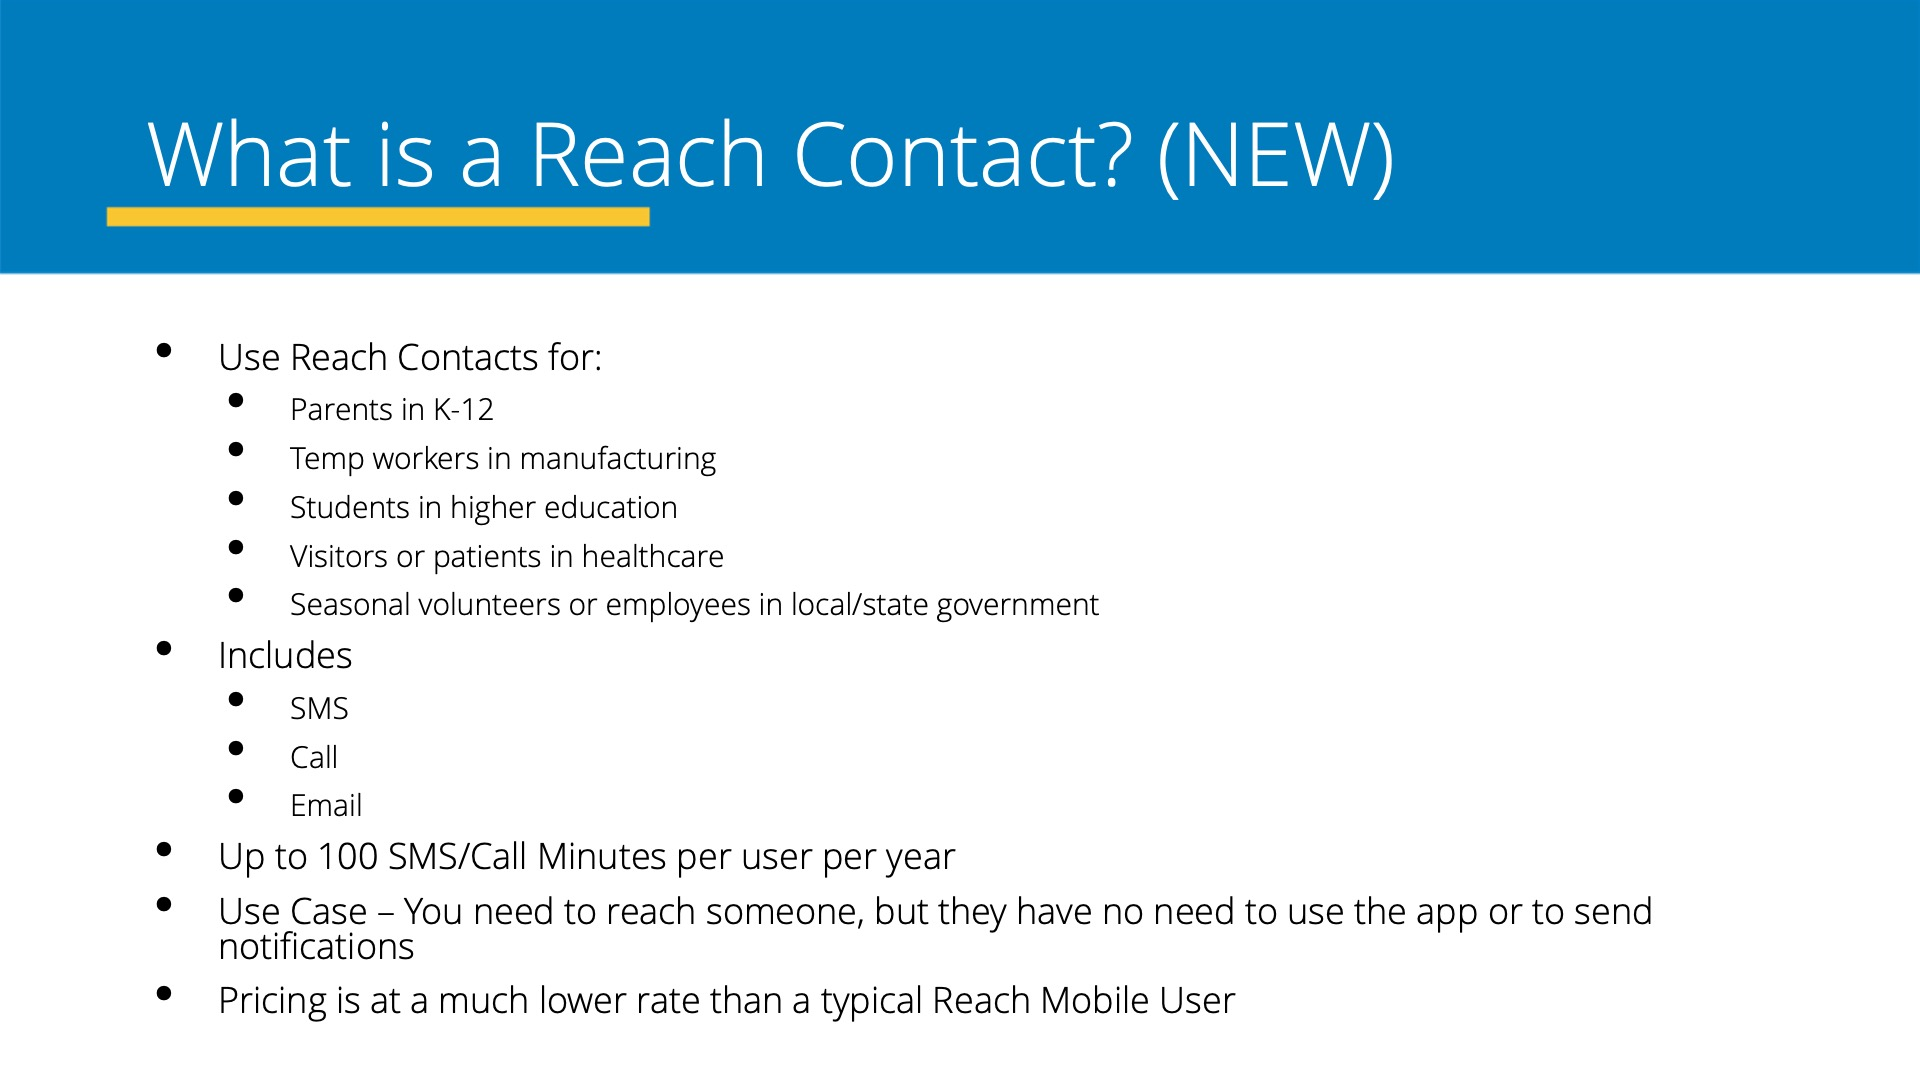 What is a Reach Contact? (NEW)
• Use Reach Contacts for:
• Parents in K-12
• Temp workers in manufacturing
• Students in higher education
• Visitors or patients in healthcare
• Seasonal volunteers or employees in local/state government
• Includes
• SMS
• Call
• Email
• Up to 100 SMS/Call Minutes per user per year
• Use Case – You need to reach someone, but they have no need to use the app or to send
notifications
• Pricing is at a much lower rate than a typical Reach Mobile User